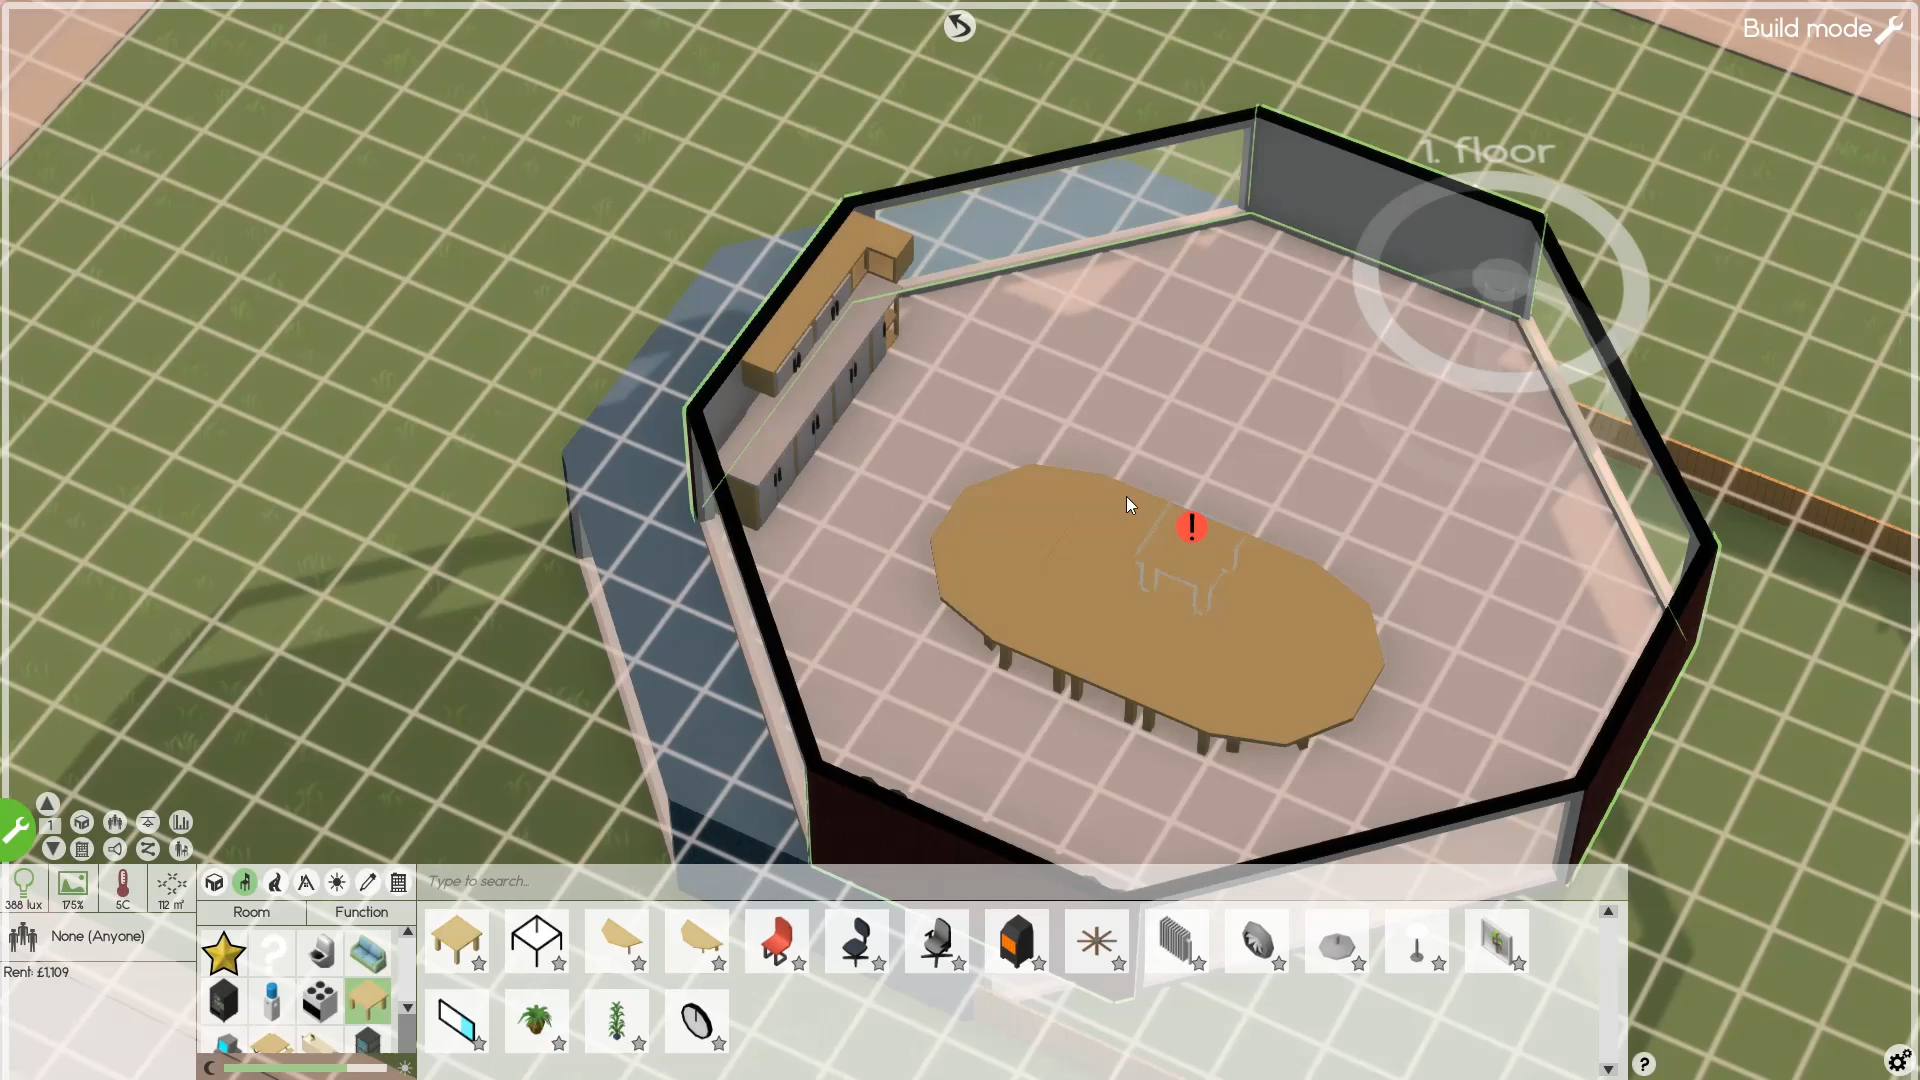 Build mode
1. floor
!
1
388 lux
175%
5C
112 m²
None (Anyone)
Rent: £1,109
Room
Function
?
Type to search...
?